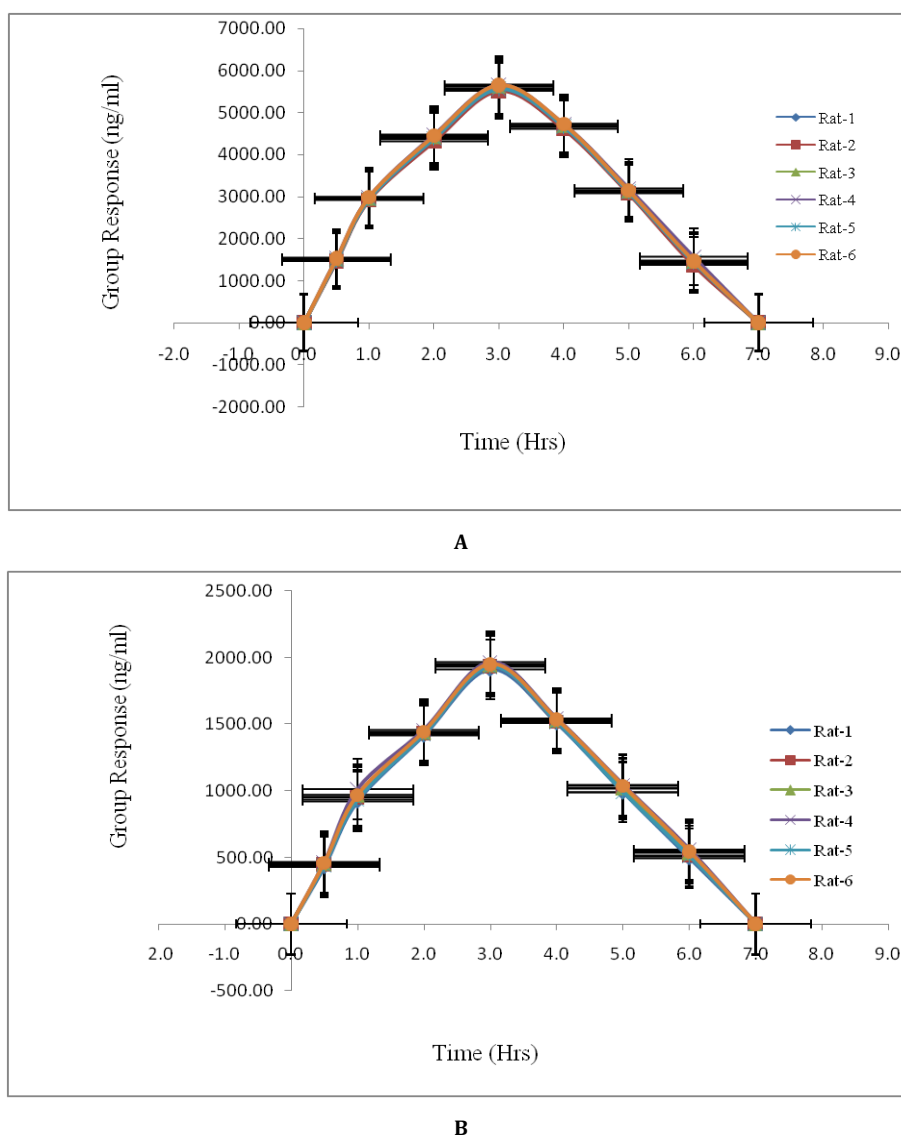 7000.00
6000.00
5000.00
4000.00
3000.00
2000.00
1000.00
0.00
-1000.00
-2000.00
Group Response (ng/ml)
-2.0 -1.0 0.0 1.0 2.0 3.0 4.0 5.0 6.0 7.0 8.0 9.0
Time (Hrs)
Rat-1
Rat-2
Rat-3
Rat-4
Rat-5
Rat-6
A
2500.00
2000.00
1500.00
1000.00
500.00
0.00
-500.00
Group Response (ng/ml)
2.0 -1.0 0.0 1.0 2.0 3.0 4.0 5.0 6.0 7.0 8.0 9.0
Time (Hrs)
Rat-1
Rat-2
Rat-3
Rat-4
Rat-5
Rat-6
B